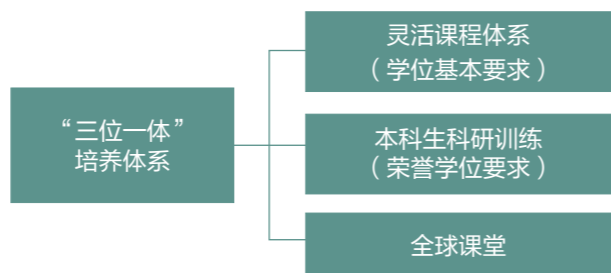 “三位一体”
培养体系
灵活课程体系
（学位基本要求）
本科生科研训练
（荣誉学位要求）
全球课堂